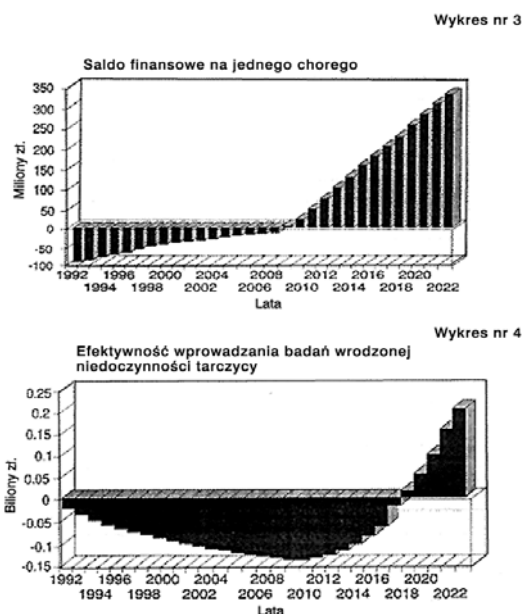 Wykres nr 3
Saldo finansowe na jednego chorego
Miliony zł.
350
300
250
200
150
100
50
0
-50
-100
1992 1996 2000 2004 2008 2012 2016 2020
1994 1998 2002 2006 2010 2014 2018 2022
Lata
Wykres nr 4
Efektywność wprowadzania badań wrodzonej
niedoczynności tarczycy
Biliony zł.
0.25
0.2
0.15
0.1
0.05
0
-0.05
-0.1
-0.15
1992 1996 2000 2004 2008 2012 2016 2020
1994 1998 2002 2006 2010 2014 2018 2022
Lata